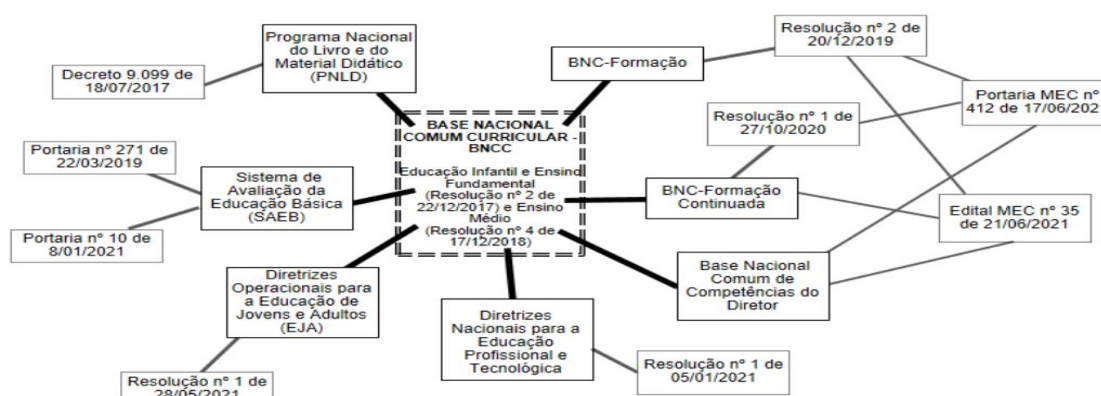 Programa Nacional
do Livro e do
Material Didático
(PNLD)
Decreto 9.099 de
18/07/2017
BNC-Formação
Resolução nº 2 de
20/12/2019
Portaria MEC nº
412 de 17/06/202
Resolução nº 1 de
27/10/2020
BASE NACIONAL
COMUM CURRICULAR -
BNCC
Educação Infantil e Ensino
Fundamental
(Resolução nº 2 de
22/12/2017) e Ensino
Médio
(Resolução nº 4 de
17/12/2018)
Portaria nº 271 de
22/03/2019
Sistema de
Avaliação da
Educação Básica
(SAEB)
Portaria nº 10 de
8/01/2021
BNC-Formação
Continuada
Edital MEC nº 35
de 21/06/2021
Base Nacional
Comum de
Competências do
Diretor
Diretrizes
Operacionais para
a Educação de
Jovens e Adultos
(EJA)
Diretrizes
Nacionais para a
Educação
Profissional e
Tecnológica
Resolução nº 1 de
05/01/2021
Resolução nº 1 de
28/05/2021